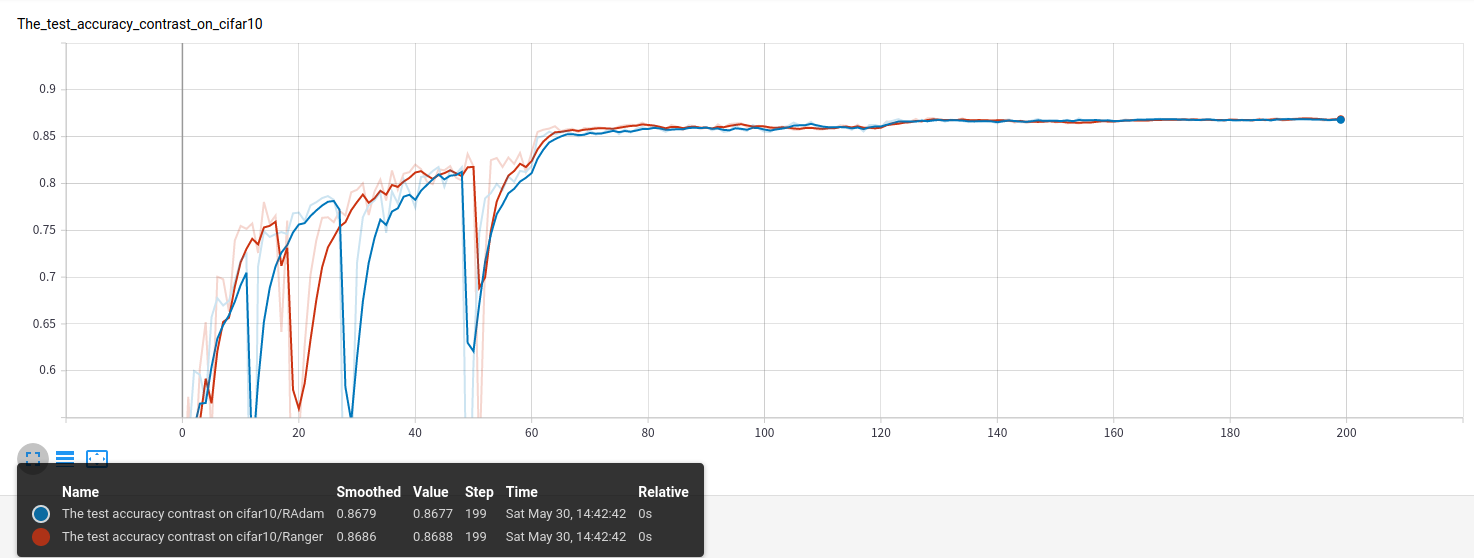 The_test_accuracy_contrast_on_cifar10
0.9
0.85
0.8
0.75
0.7
0.65
0.6
0 20 40 60 80 100 120 140 160 180 200
Name Smoothed Value Step Time Relative
The test accuracy contrast on cifar10/RAdam 0.8679 0.8677 199 Sat May 30, 14:42:42 0s
The test accuracy contrast on cifar10/Ranger 0.8686 0.8688 199 Sat May 30, 14:42:42 0s